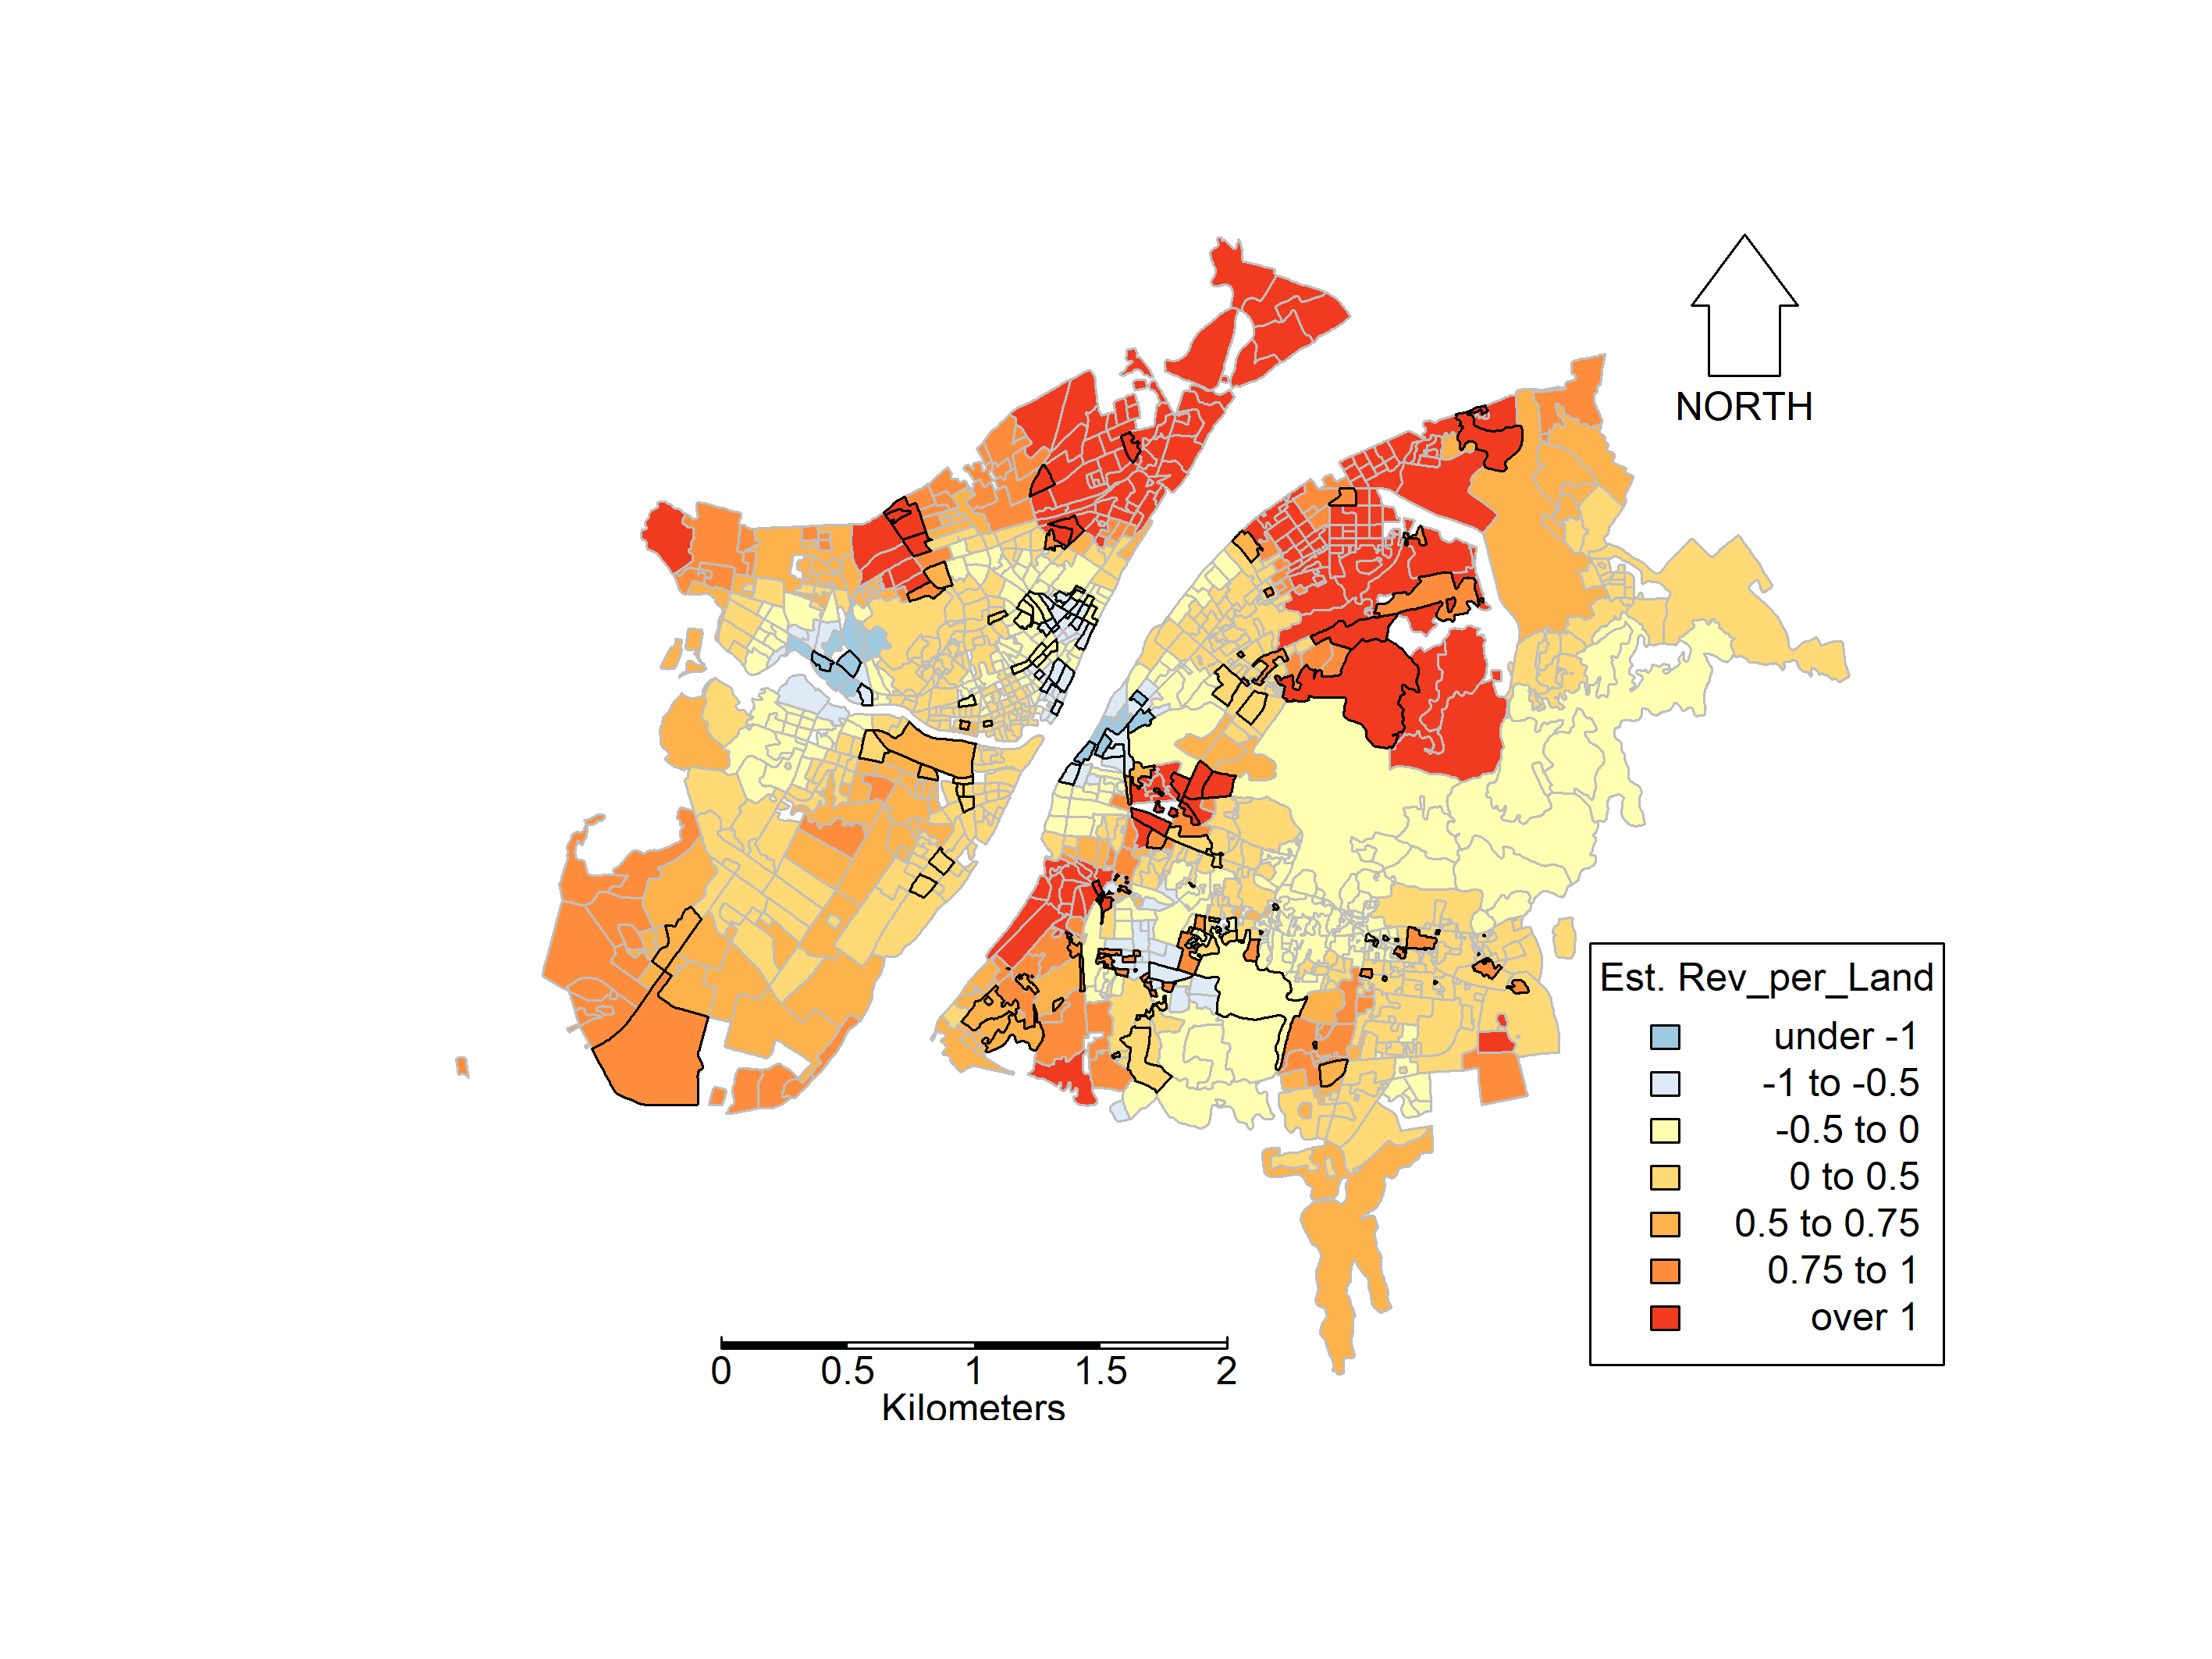 NORTH
Est. Rev_per_Land
under -1
-1 to -0.5
-0.5 to 0
0 to 0.5
0.5 to 0.75
0.75 to 1
over 1
0 0.5 1 1.5 2
Kilometers